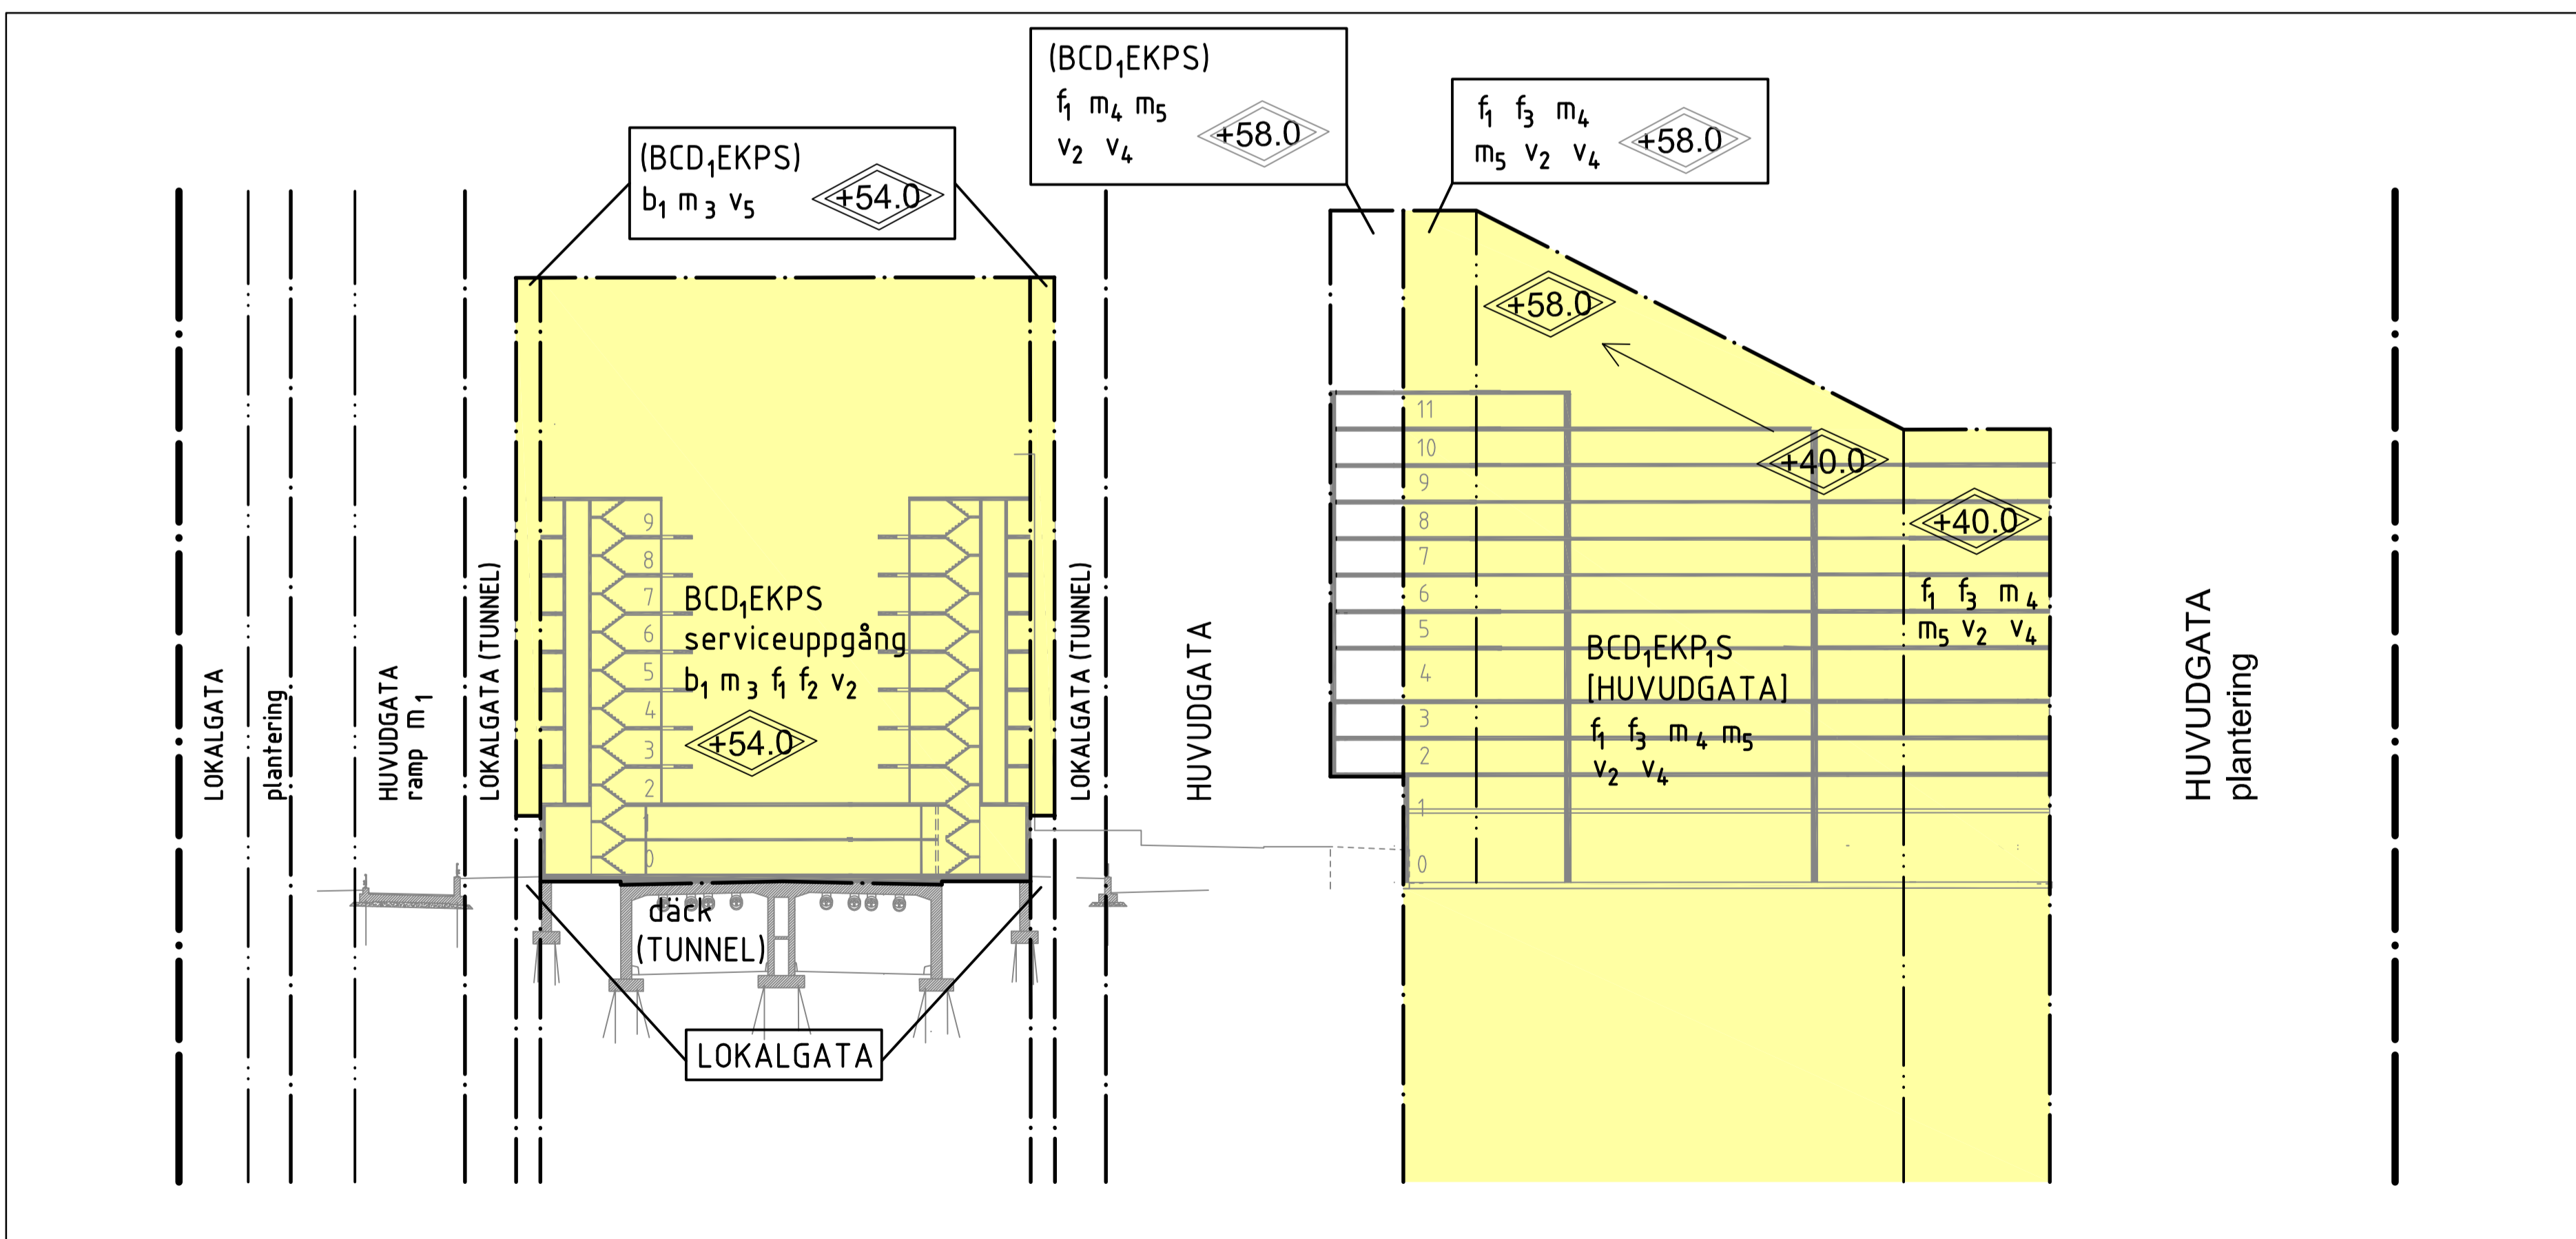 (BCD₁EKPS)
b₁ m₃ v₅
+54.0
(BCD₁EKPS)
f₁ m₄ m₅
v₂ v₄
+58.0
f₁ f₃ m₄
m₅ v₂ v₄
+58.0
LOKALGATA
plantering
HUVUDGATA
ramp m₁
LOKALGATA (TUNNEL)
9
8
7
6
5
4
3
2
1
0
BCD₁EKPS
serviceuppgång
b₁ m₃ f₁ f₂ v₂
+54.0
däck
(TUNNEL)
LOKALGATA
LOKALGATA (TUNNEL)
HUVUDGATA
11
10
9
8
7
6
5
4
3
2
1
0
+58.0
+40.0
+40.0
f₁ f₃ m₄
m₅ v₂ v₄
BCD₁EKP₁S
[HUVUDGATA]
f₁ f₃ m₄ m₅
v₂ v₄
HUVUDGATA
plantering